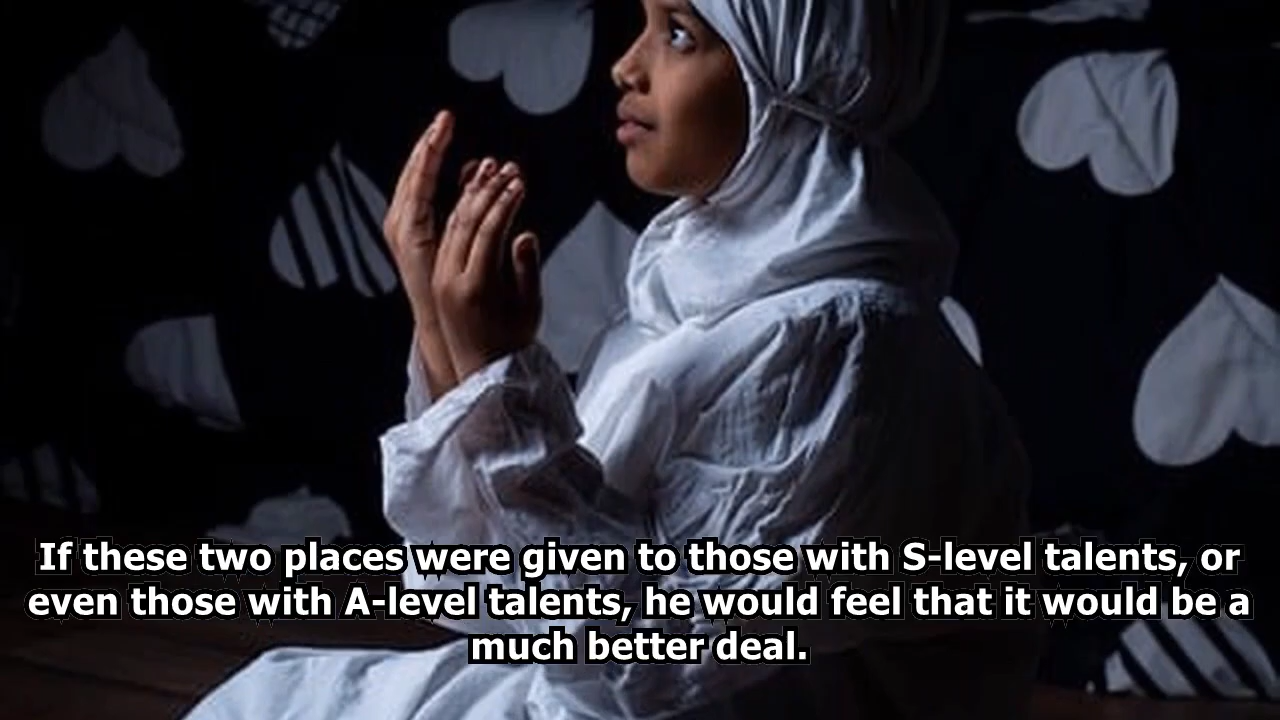 If these two places were given to those with S-level talents, or
even those with A-level talents, he would feel that it would be a
much better deal.